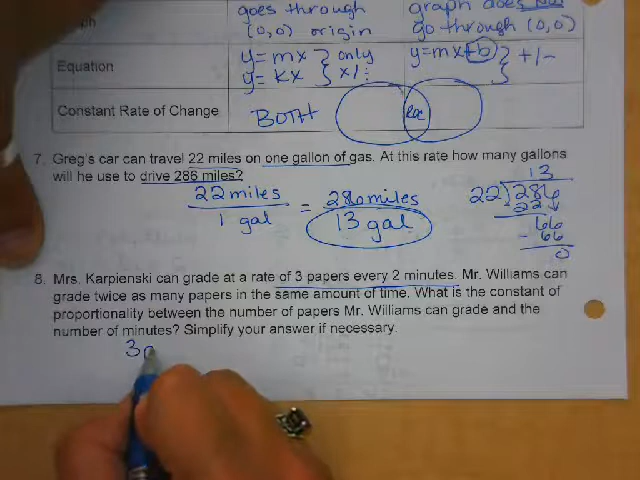 goes through
graph does not
(0,0) origin
go through (0,0)
Equation
y=mx } only
y=kx } x/÷
y=mx+b } +/-
Constant Rate of Change
BOTH
ROC
7. Greg's car can travel 22 miles on one gallon of gas. At this rate how many gallons
will he use to drive 286 miles?
22 miles = 286 miles
1 gal 13 gal
13
22)286
22
66
- 66
0
8. Mrs. Karpienski can grade at a rate of 3 papers every 2 minutes. Mr. Williams can
grade twice as many papers in the same amount of time. What is the constant of
proportionality between the number of papers Mr. Williams can grade and the
number of minutes? Simplify your answer if necessary.
3p